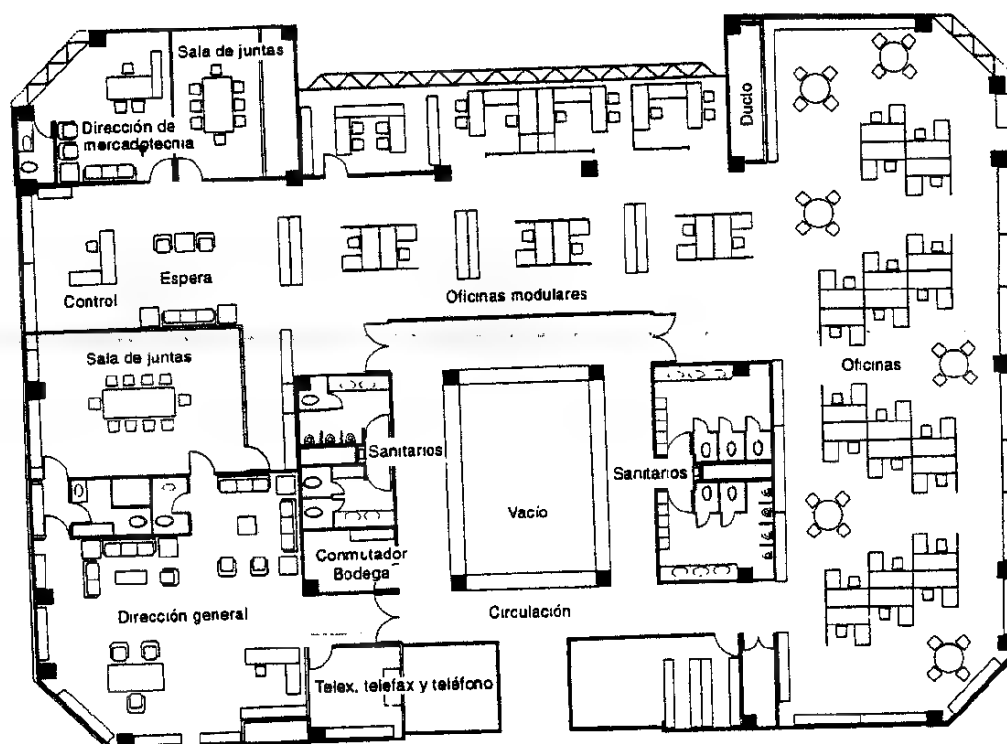 Sala de juntas
Dirección de
mercadotecnia
Ducto
Espera
Control
Oficinas modulares
Sala de juntas
Oficinas
Sanitarios
Sanitarios
Vacío
Conmutador
Bodega
Dirección general
Circulación
Telex, telefax y teléfono